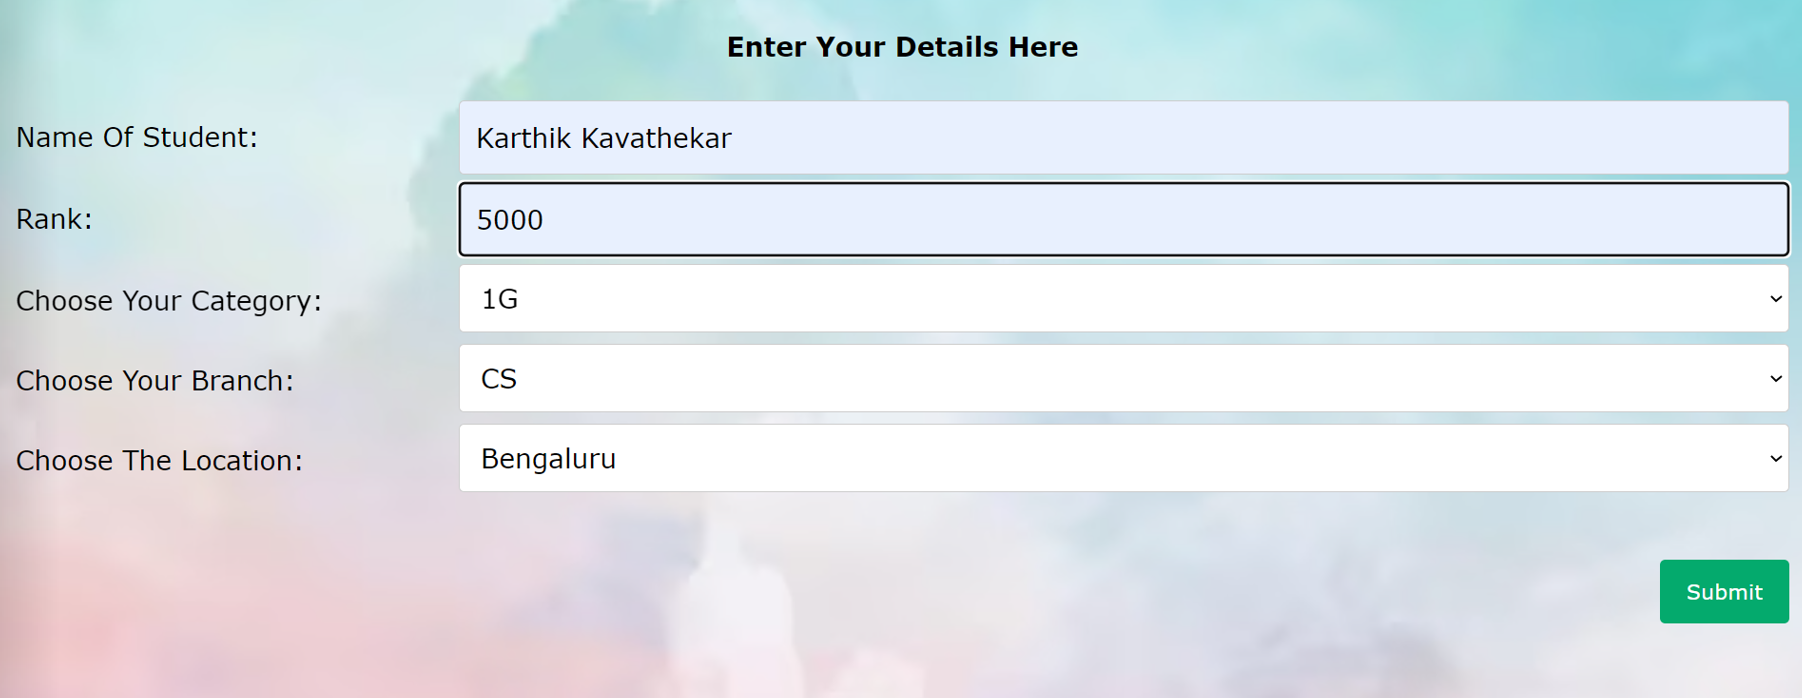 Enter Your Details Here
Name Of Student: Karthik Kavathekar
Rank: 5000
Choose Your Category: 1G
Choose Your Branch: CS
Choose The Location: Bengaluru
Submit